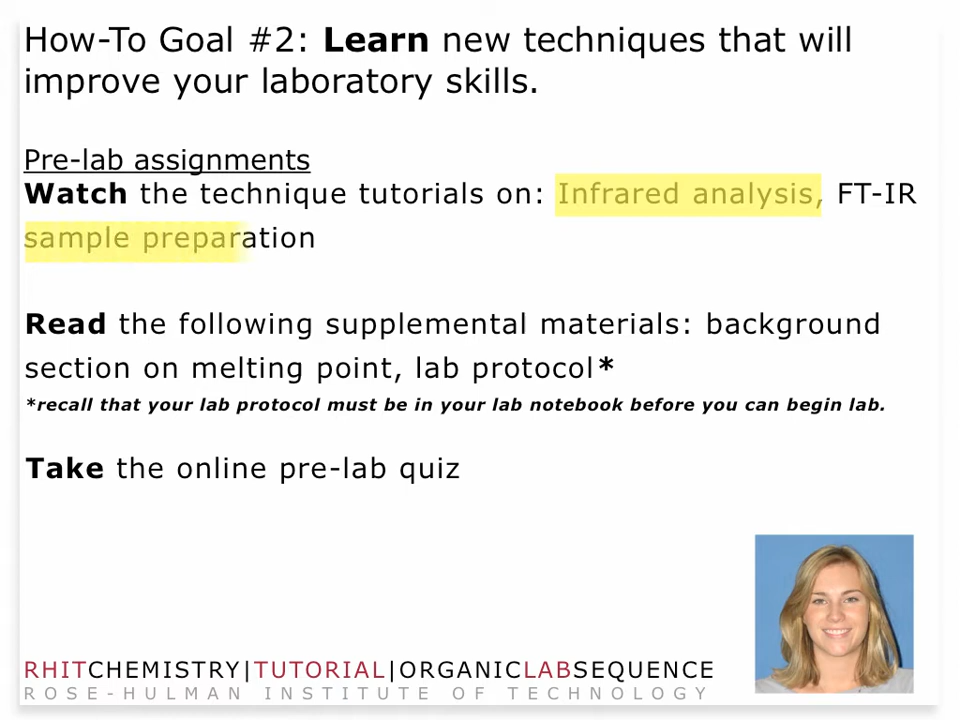 How-To Goal #2: Learn new techniques that will
improve your laboratory skills.
Pre-lab assignments
Watch the technique tutorials on: Infrared analysis, FT-IR
sample preparation
Read the following supplemental materials: background
section on melting point, lab protocol*
*recall that your lab protocol must be in your lab notebook before you can begin lab.
Take the online pre-lab quiz
RHITCHEMISTRY|TUTORIAL|ORGANICLABSEQUENCE
ROSE-HULMAN INSTITUTE OF TECHNOLOGY